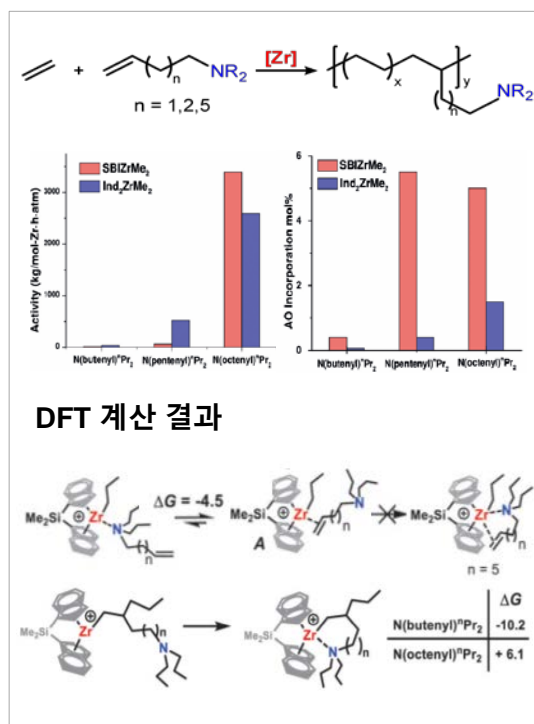 [Zr]
+
n
NR₂
x
y
n
NR₂
n = 1,2,5
SBIZrMe₂
Ind₂ZrMe₂
Activity (kg/mol-Zr-h-atm)
3000
2000
1000
0
N(butenyl)ⁿPr₂ N(pentenyl)ⁿPr₂ N(octenyl)ⁿPr₂
SBIZrMe₂
Ind₂ZrMe₂
AO Incorporation mol%
6
4
2
0
N(butenyl)ⁿPr₂ N(pentenyl)ⁿPr₂ N(octenyl)ⁿPr₂
DFT 계산 결과
Me₂Si Zr ⊕ N n
ΔG = -4.5
Me₂Si Zr ⊕ N n
A
Me₂Si Zr ⊕ N n
n = 5
Me₂Si Zr ⊕ N n
Me₂Si Zr ⊕ N n
ΔG
N(butenyl)ⁿPr₂ -10.2
N(octenyl)ⁿPr₂ + 6.1